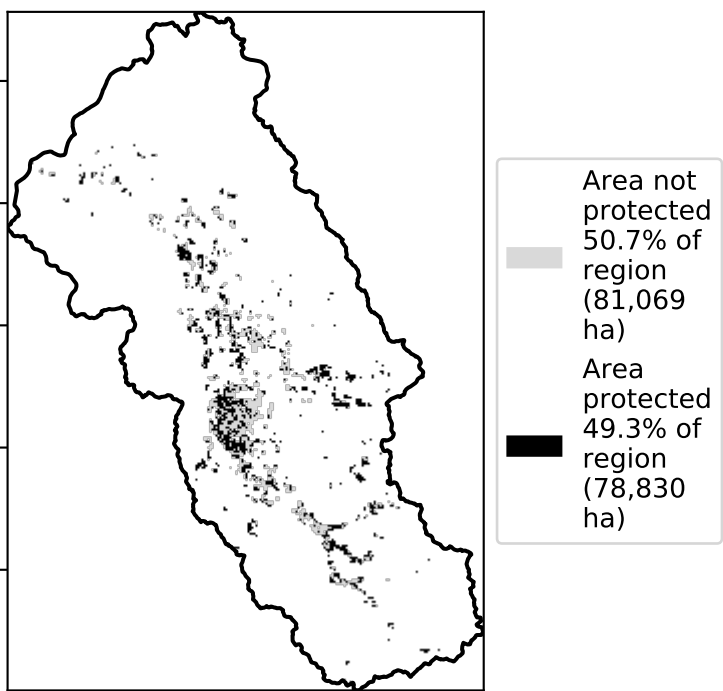 Area not
protected
50.7% of
region
(81,069
ha)
Area
protected
49.3% of
region
(78,830
ha)